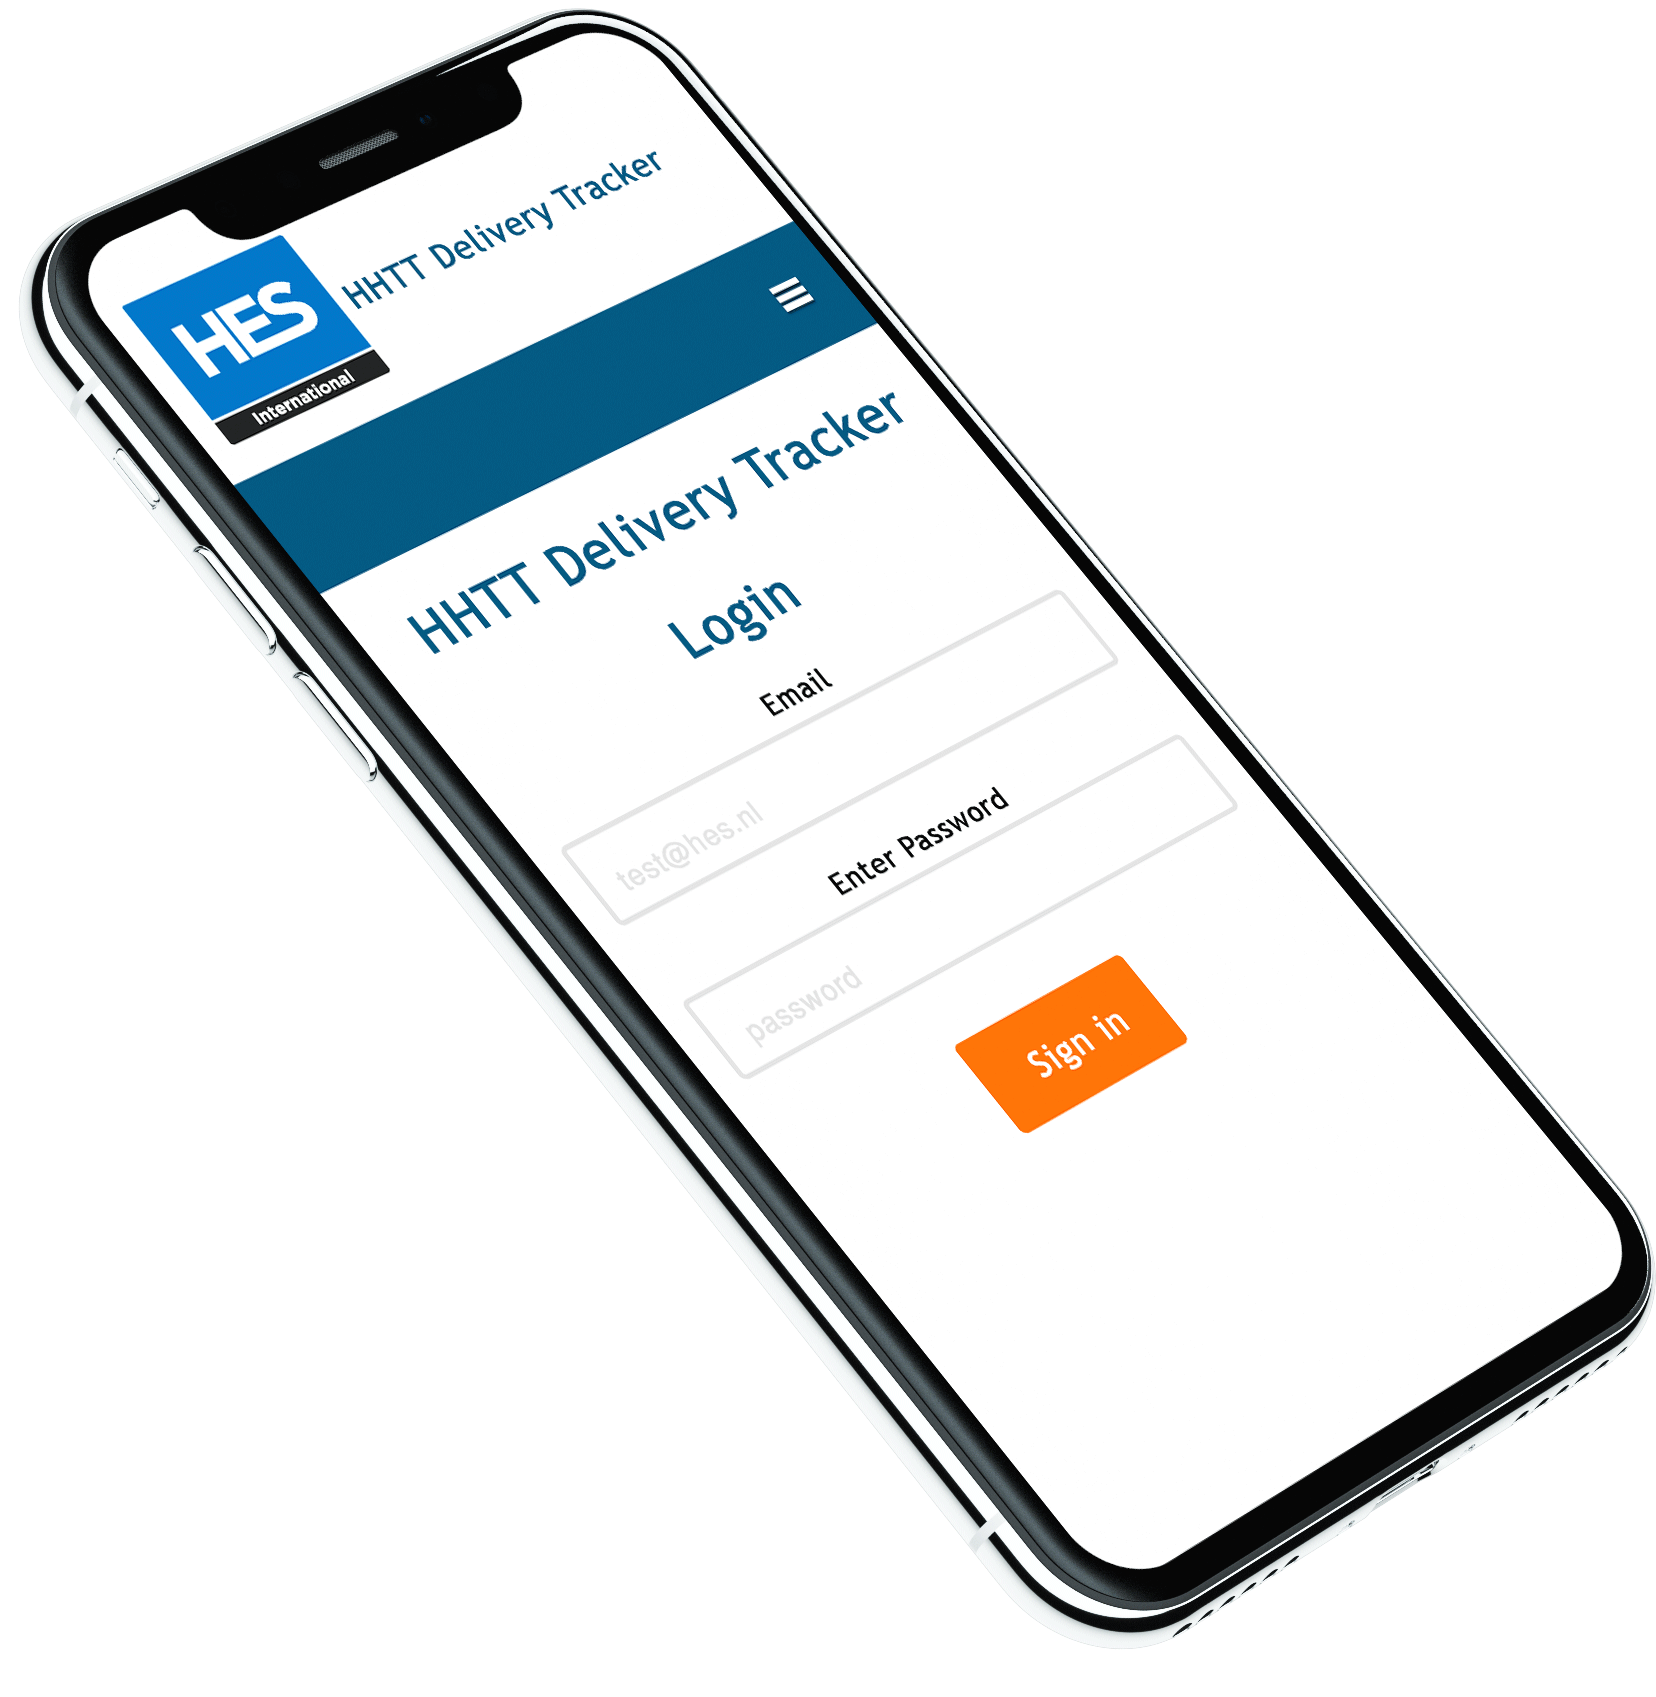 HES
International
HHTT Delivery Tracker
HHTT Delivery Tracker
Login
Email
test@hes.nl
Enter Password
password
Sign in